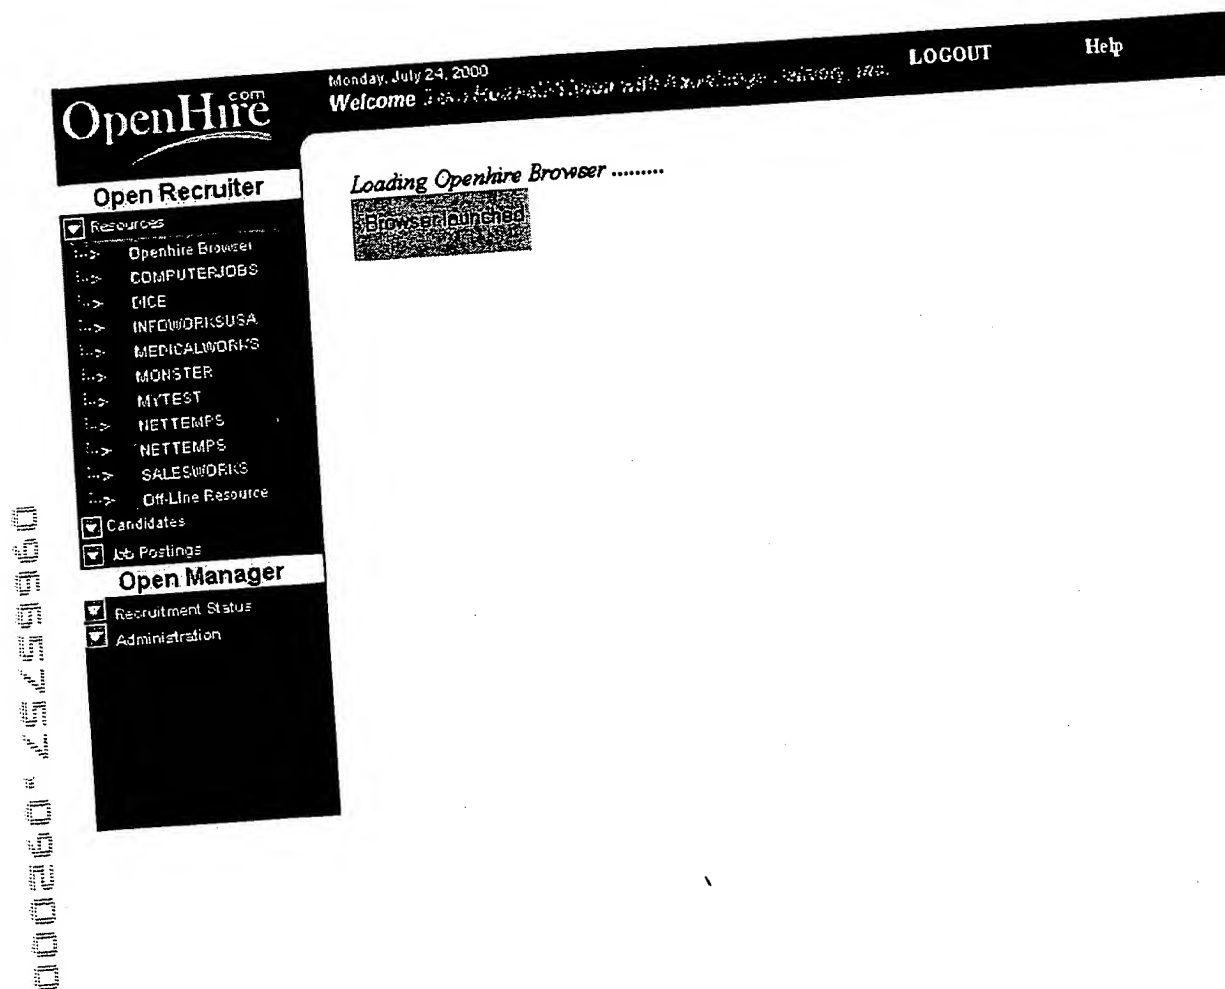 Monday, July 24, 2000
LOGOUT
Help
Welcome
OpenHire.com
Open Recruiter
Resources
Openhire Browser
COMPUTERJOBS
DICE
INFOWORKSUSA
MEDICALWORKS
MONSTER
MYTEST
NETTEMPS
NETTEMPS
SALESWORKS
Off-Line Resource
Candidates
Job Postings
Open Manager
Recruitment Status
Administration
Loading Openhire Browser .........
Browser launched
09665757.092000